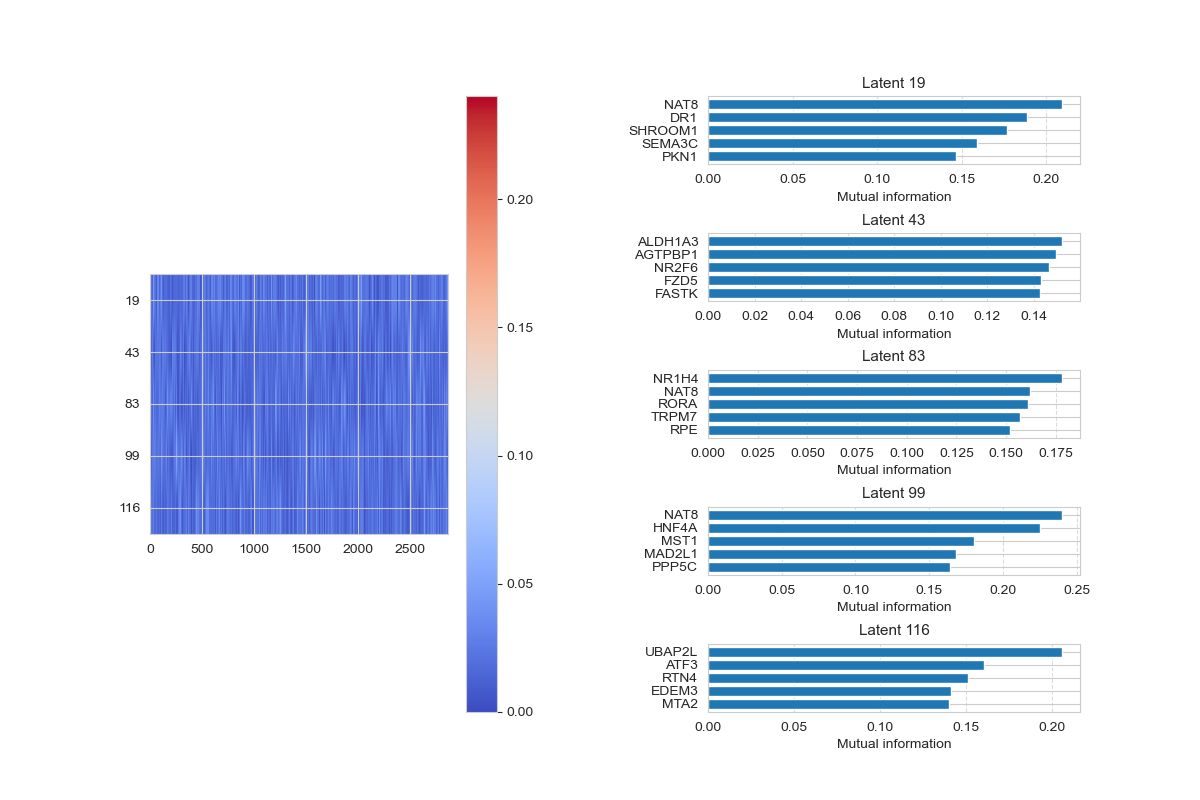 19
43
83
99
116
0 500 1000 1500 2000 2500
0.20
0.15
0.10
0.05
0.00
Latent 19
NAT8
DR1
SHROOM1
SEMA3C
PKN1
0.00 0.05 0.10 0.15 0.20
Mutual information
Latent 43
ALDH1A3
AGTPBP1
NR2F6
FZD5
FASTK
0.00 0.02 0.04 0.06 0.08 0.10 0.12 0.14
Mutual information
Latent 83
NR1H4
NAT8
RORA
TRPM7
RPE
0.000 0.025 0.050 0.075 0.100 0.125 0.150 0.175
Mutual information
Latent 99
NAT8
HNF4A
MST1
MAD2L1
PPP5C
0.00 0.05 0.10 0.15 0.20 0.25
Mutual information
Latent 116
UBAP2L
ATF3
RTN4
EDEM3
MTA2
0.00 0.05 0.10 0.15 0.20
Mutual information